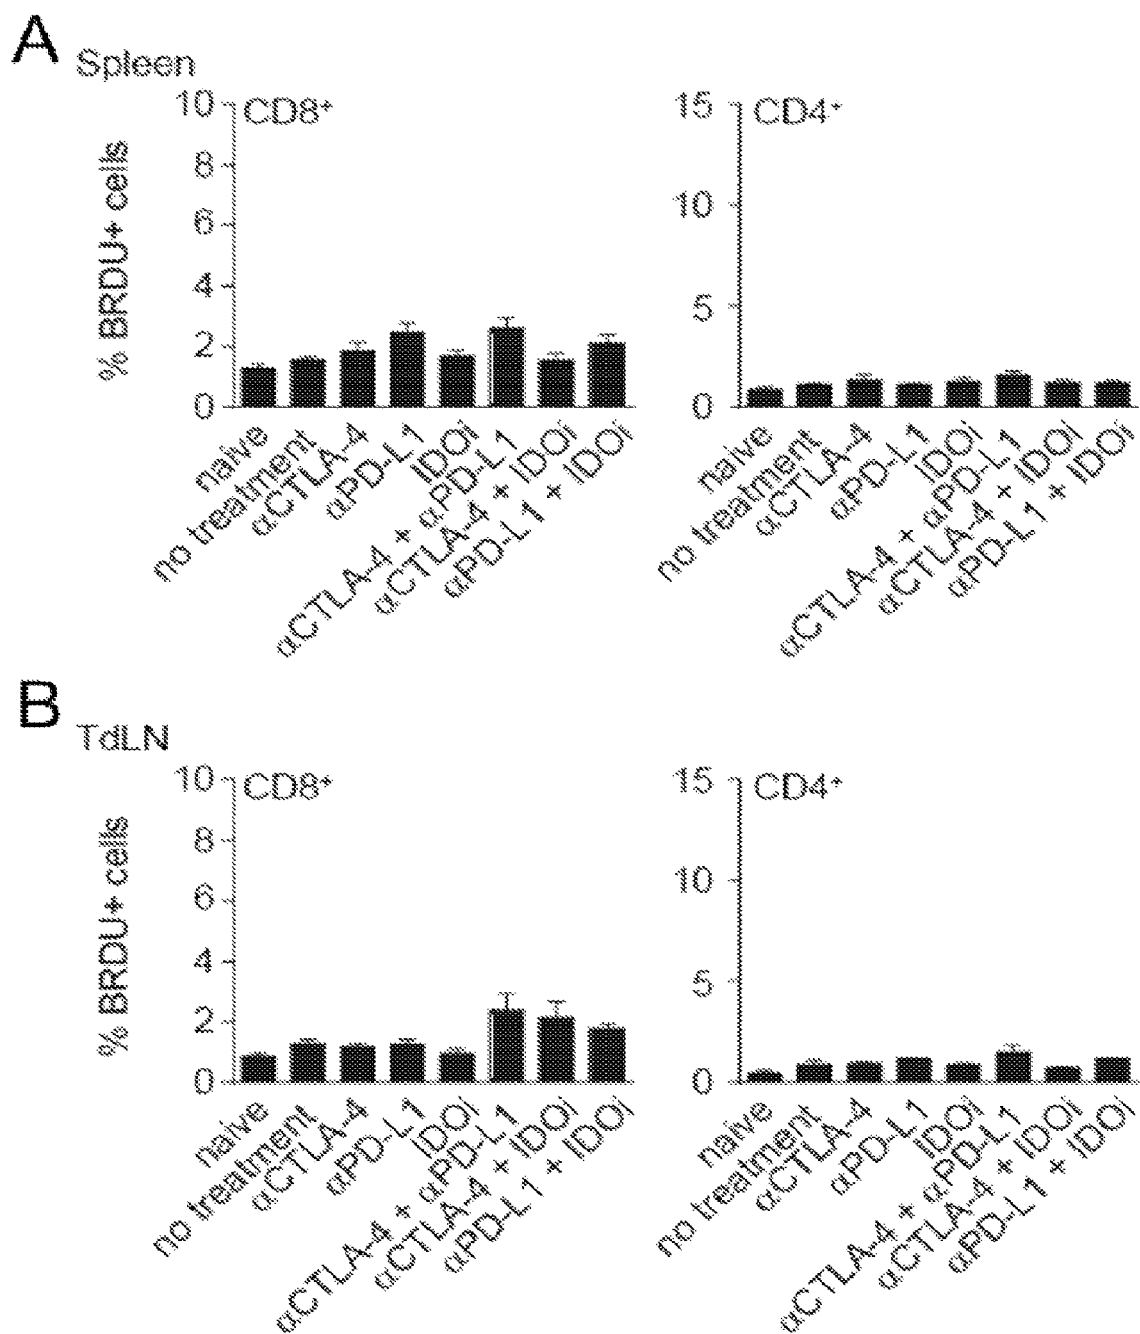 A
Spleen
% BRDU+ cells
10
8
6
4
2
0
CD8+
naive
no treatment
αCTLA-4
αPD-L1
IDOi
αCTLA-4 + αPD-L1
αCTLA-4 + IDOi
αPD-L1 + IDOi
15
10
5
0
CD4+
naive
no treatment
αCTLA-4
αPD-L1
IDOi
αCTLA-4 + αPD-L1
αCTLA-4 + IDOi
αPD-L1 + IDOi
B
TdLN
% BRDU+ cells
10
8
6
4
2
0
CD8+
naive
no treatment
αCTLA-4
αPD-L1
IDOi
αCTLA-4 + αPD-L1
αCTLA-4 + IDOi
αPD-L1 + IDOi
15
10
5
0
CD4+
naive
no treatment
αCTLA-4
αPD-L1
IDOi
αCTLA-4 + αPD-L1
αCTLA-4 + IDOi
αPD-L1 + IDOi